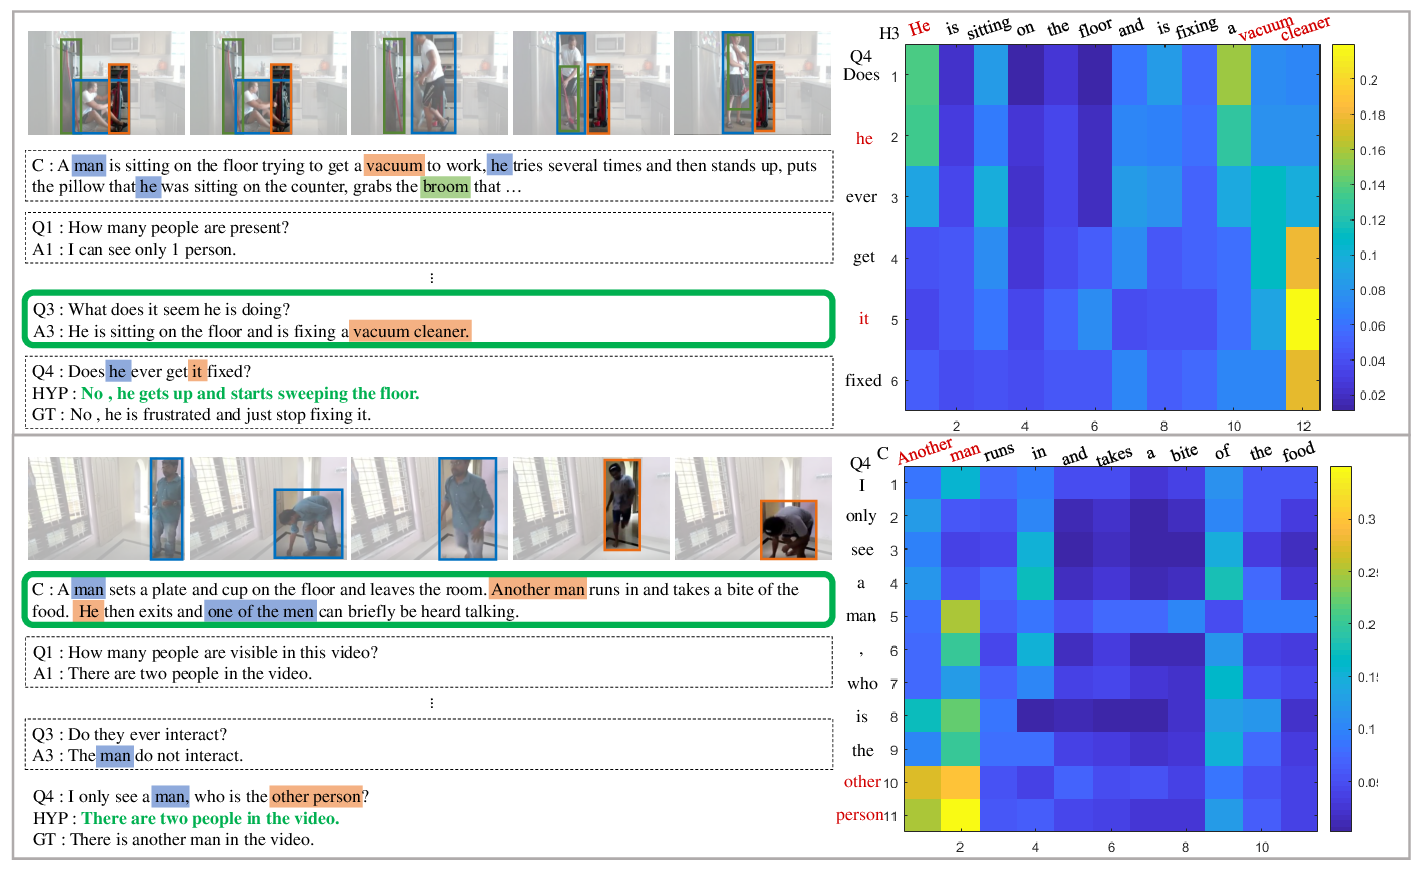 C : A man is sitting on the floor trying to get a vacuum to work, he tries several times and then stands up, puts
the pillow that he was sitting on the counter, grabs the broom that …
Q1 : How many people are present?
A1 : I can see only 1 person.
⋮
Q3 : What does it seem he is doing?
A3 : He is sitting on the floor and is fixing a vacuum cleaner.
Q4 : Does he ever get it fixed?
HYP : No , he gets up and starts sweeping the floor.
GT : No , he is frustrated and just stop fixing it.
H3 He is sitting on the floor and is fixing a vacuum cleaner
Q4
Does 1
he 2
ever 3
get 4
it 5
fixed 6
2 4 6 8 10 12
0.2
0.18
0.16
0.14
0.12
0.1
0.08
0.06
0.04
0.02
C : A man sets a plate and cup on the floor and leaves the room. Another man runs in and takes a bite of the
food. He then exits and one of the men can briefly be heard talking.
Q1 : How many people are visible in this video?
A1 : There are two people in the video.
⋮
Q3 : Do they ever interact?
A3 : The man do not interact.
Q4 : I only see a man, who is the other person?
HYP : There are two people in the video.
GT : There is another man in the video.
C Another man runs in and takes a bite of the food
Q4
I 1
only 2
see 3
a 4
man 5
, 6
who 7
is 8
the 9
other 10
person 11
2 4 6 8 10
0.3
0.2
0.1